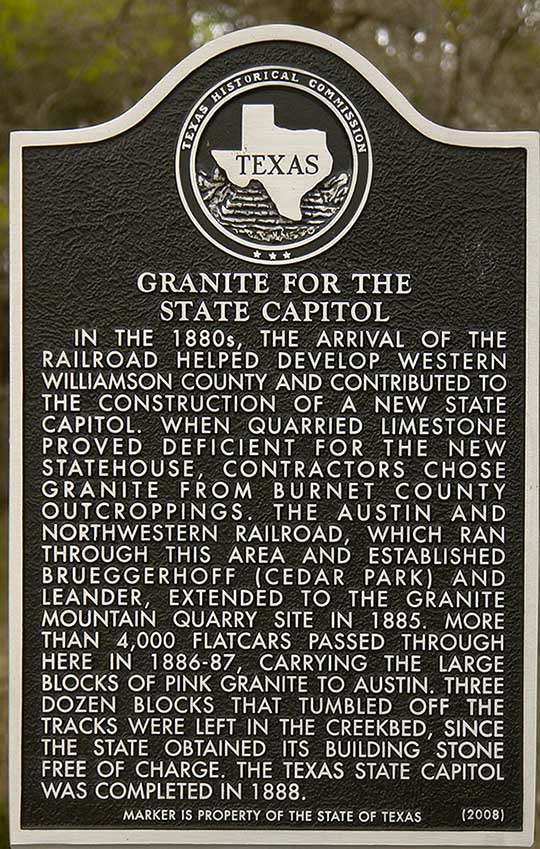 TEXAS HISTORICAL COMMISSION
TEXAS
GRANITE FOR THE
STATE CAPITOL
IN THE 1880s, THE ARRIVAL OF THE
RAILROAD HELPED DEVELOP WESTERN
WILLIAMSON COUNTY AND CONTRIBUTED TO
THE CONSTRUCTION OF A NEW STATE
CAPITOL. WHEN QUARRIED LIMESTONE
PROVED DEFICIENT FOR THE NEW
STATEHOUSE, CONTRACTORS CHOSE
GRANITE FROM BURNET COUNTY
OUTCROPPINGS. THE AUSTIN AND
NORTHWESTERN RAILROAD, WHICH RAN
THROUGH THIS AREA AND ESTABLISHED
BRUEGGERHOFF (CEDAR PARK) AND
LEANDER, EXTENDED TO THE GRANITE
MOUNTAIN QUARRY SITE IN 1885. MORE
THAN 4,000 FLATCARS PASSED THROUGH
HERE IN 1886-87, CARRYING THE LARGE
BLOCKS OF PINK GRANITE TO AUSTIN. THREE
DOZEN BLOCKS THAT TUMBLED OFF THE
TRACKS WERE LEFT IN THE CREEKBED, SINCE
THE STATE OBTAINED ITS BUILDING STONE
FREE OF CHARGE. THE TEXAS STATE CAPITOL
WAS COMPLETED IN 1888.
MARKER IS PROPERTY OF THE STATE OF TEXAS (2008)